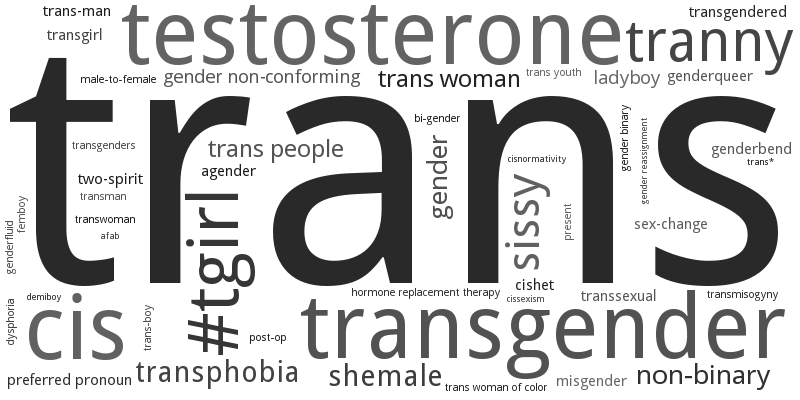 trans-man
testosterone
transgendered
transgirl
tranny
male-to-female
gender non-conforming
trans woman
trans youth
ladyboy
genderqueer
trans
bi-gender
gender binary
gender reassignment
transgenders
trans people
gender
cisnormativity
genderbend
trans*
agender
two-spirit
transman
sissy
present
femboy
genderfluid
transwoman
afab
#tgirl
sex-change
cishet
hormone replacement therapy
cissexism
transsexual
transmisogyny
demiboy
dysphoria
cis
trans-boy
post-op
transgender
preferred pronoun
transphobia
shemale
trans woman of color
misgender
non-binary